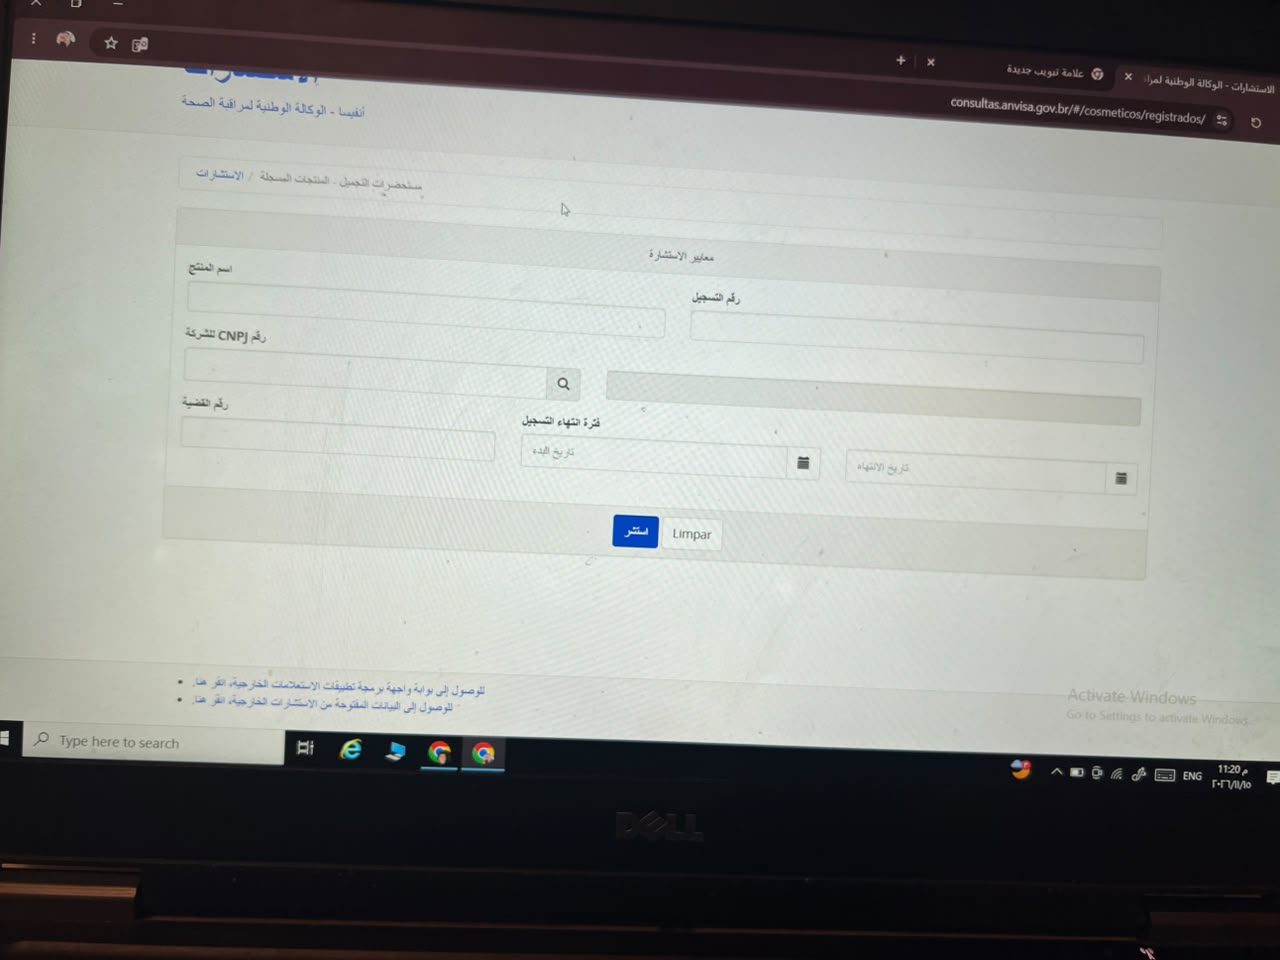 علامة تبويب جديدة
الاستشارات - الوكالة الوطنية لمرا
consultas.anvisa.gov.br/#/cosmeticos/registrados/
أنفيسا - الوكالة الوطنية لمراقبة الصحة
الاستشارات / مستحضرات التجميل - المنتجات المسجلة
معايير الاستشارة
اسم المنتج
رقم التسجيل
رقم CNPJ للشركة
رقم القضية
فترة انتهاء التسجيل
تاريخ البدء
تاريخ الانتهاء
استشر
Limpar
للوصول إلى بوابة واجهة برمجة تطبيقات الاستعلامات الخارجية، انقر هنا.
للوصول إلى البيانات المفتوحة من الاستشارات الخارجية، انقر هنا.
Activate Windows
Go to Settings to activate Windows.
Type here to search
ENG
11:20 م
DELL